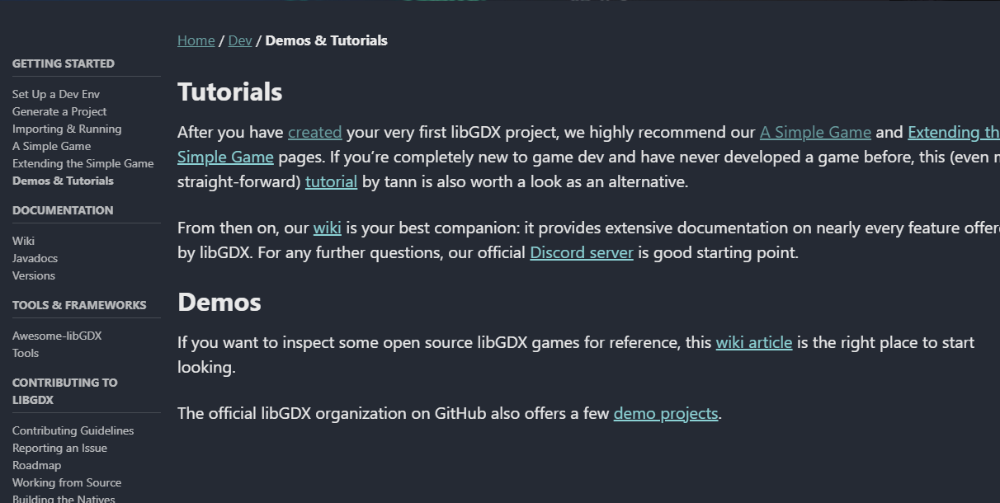 Home / Dev / Demos & Tutorials
GETTING STARTED
Set Up a Dev Env
Generate a Project
Importing & Running
A Simple Game
Extending the Simple Game
Demos & Tutorials
DOCUMENTATION
Wiki
Javadocs
Versions
TOOLS & FRAMEWORKS
Awesome-libGDX
Tools
CONTRIBUTING TO
LIBGDX
Contributing Guidelines
Reporting an Issue
Roadmap
Working from Source
Building the Natives
Tutorials
After you have created your very first libGDX project, we highly recommend our A Simple Game and Extending th
Simple Game pages. If you’re completely new to game dev and have never developed a game before, this (even
straight-forward) tutorial by tann is also worth a look as an alternative.
From then on, our wiki is your best companion: it provides extensive documentation on nearly every feature offer
by libGDX. For any further questions, our official Discord server is good starting point.
Demos
If you want to inspect some open source libGDX games for reference, this wiki article is the right place to start
looking.
The official libGDX organization on GitHub also offers a few demo projects.